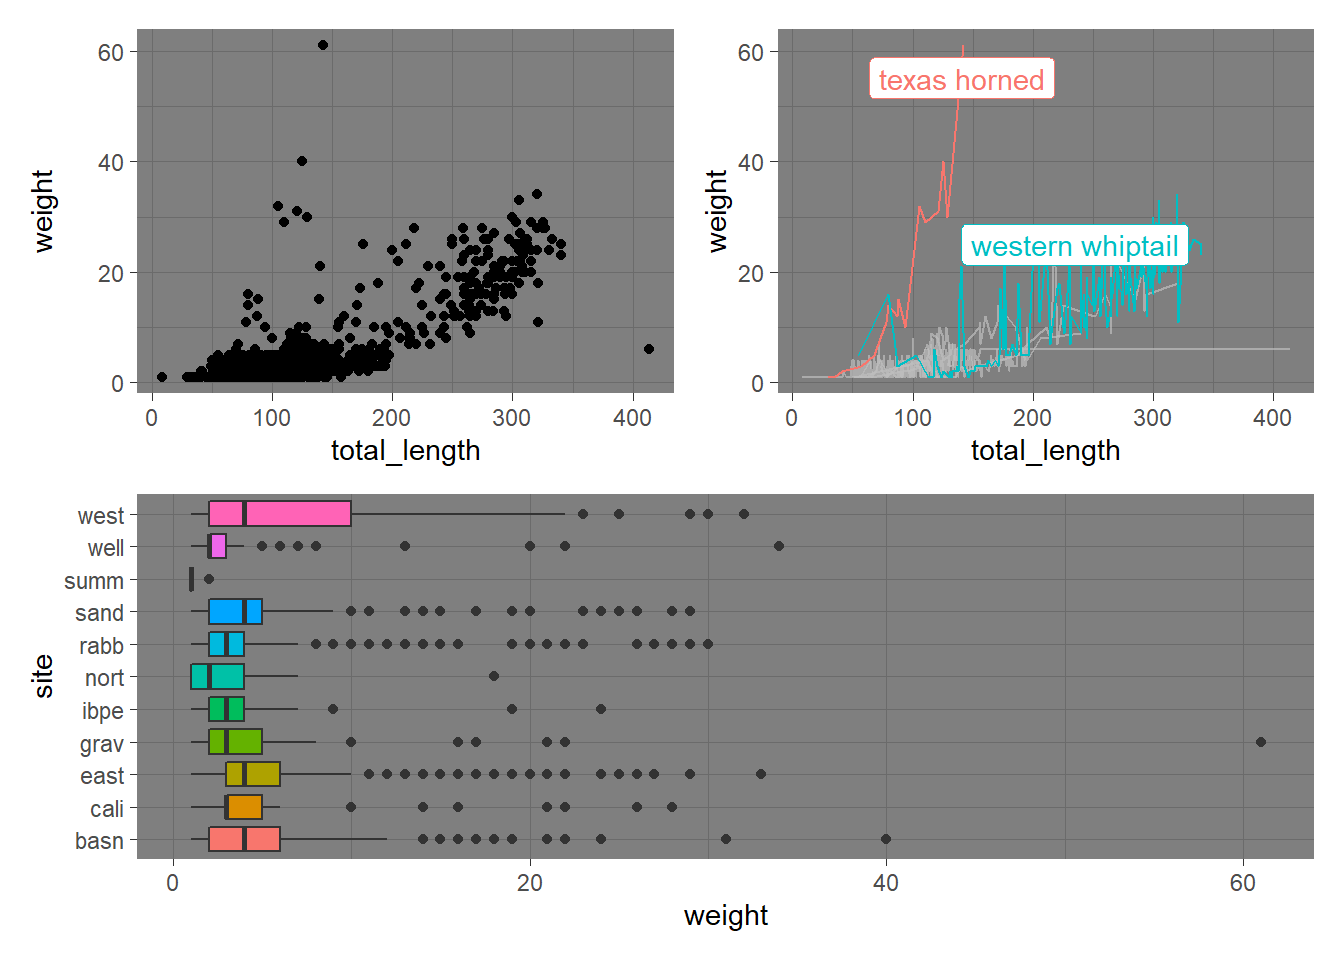 60
40
20
0
weight
0 100 200 300 400
total_length
60
40
20
0
weight
texas horned
western whiptail
0 100 200 300 400
total_length
site
west
well
summ
sand
rabb
nort
ibpe
grav
east
cali
basn
0 20 40 60
weight